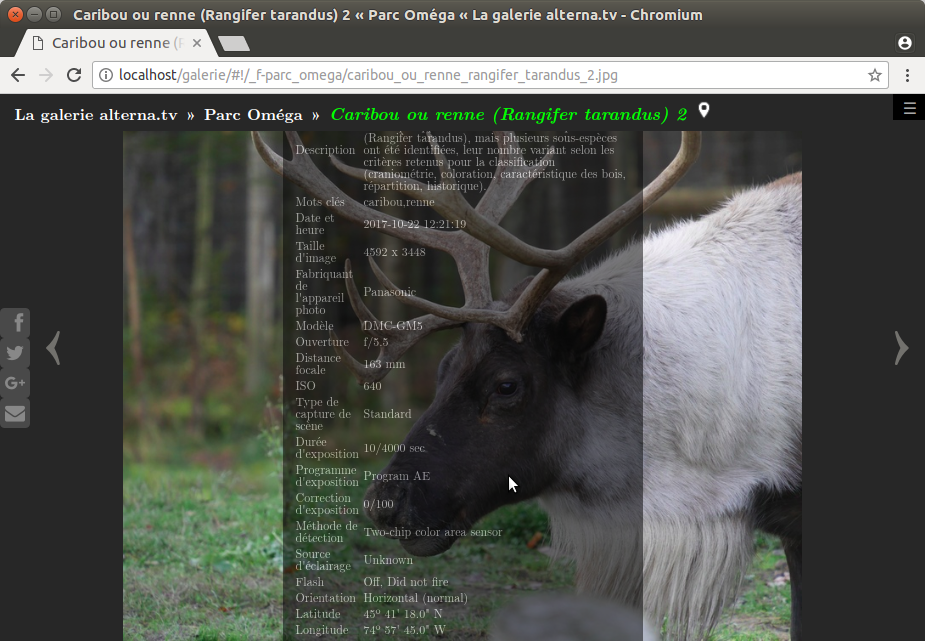 Caribou ou renne (Rangifer tarandus) 2 « Parc Oméga « La galerie alterna.tv - Chromium
Caribou ou renne (R
localhost/galerie/#!/_f-parc_omega/caribou_ou_renne_rangifer_tarandus_2.jpg
La galerie alterna.tv » Parc Oméga » Caribou ou renne (Rangifer tarandus) 2
Description
(Rangifer tarandus), mais plusieurs sous-espèces
ont été identifiées, leur nombre variant selon les
critères retenus pour la classification
(craniométrie, coloration, caractéristique des bois,
répartition, historique).
Mots clés caribou,renne
Date et
heure
2017-10-22 12:21:19
Taille
d'image
4592 x 3448
Fabriquant
de
l'appareil
photo
Panasonic
Modèle DMC-GM5
Ouverture f/5.5
Distance
focale
163 mm
ISO 640
Type de
capture de
scène
Standard
Durée
d'exposition
10/4000 sec.
Programme
d'exposition
Program AE
Correction
d'exposition
0/100
Méthode de
détection
Two-chip color area sensor
Source
d'éclairage
Unknown
Flash Off, Did not fire
Orientation Horizontal (normal)
Latitude 45º 41' 18.0" N
Longitude 74º 57' 45.0" W
f
G+